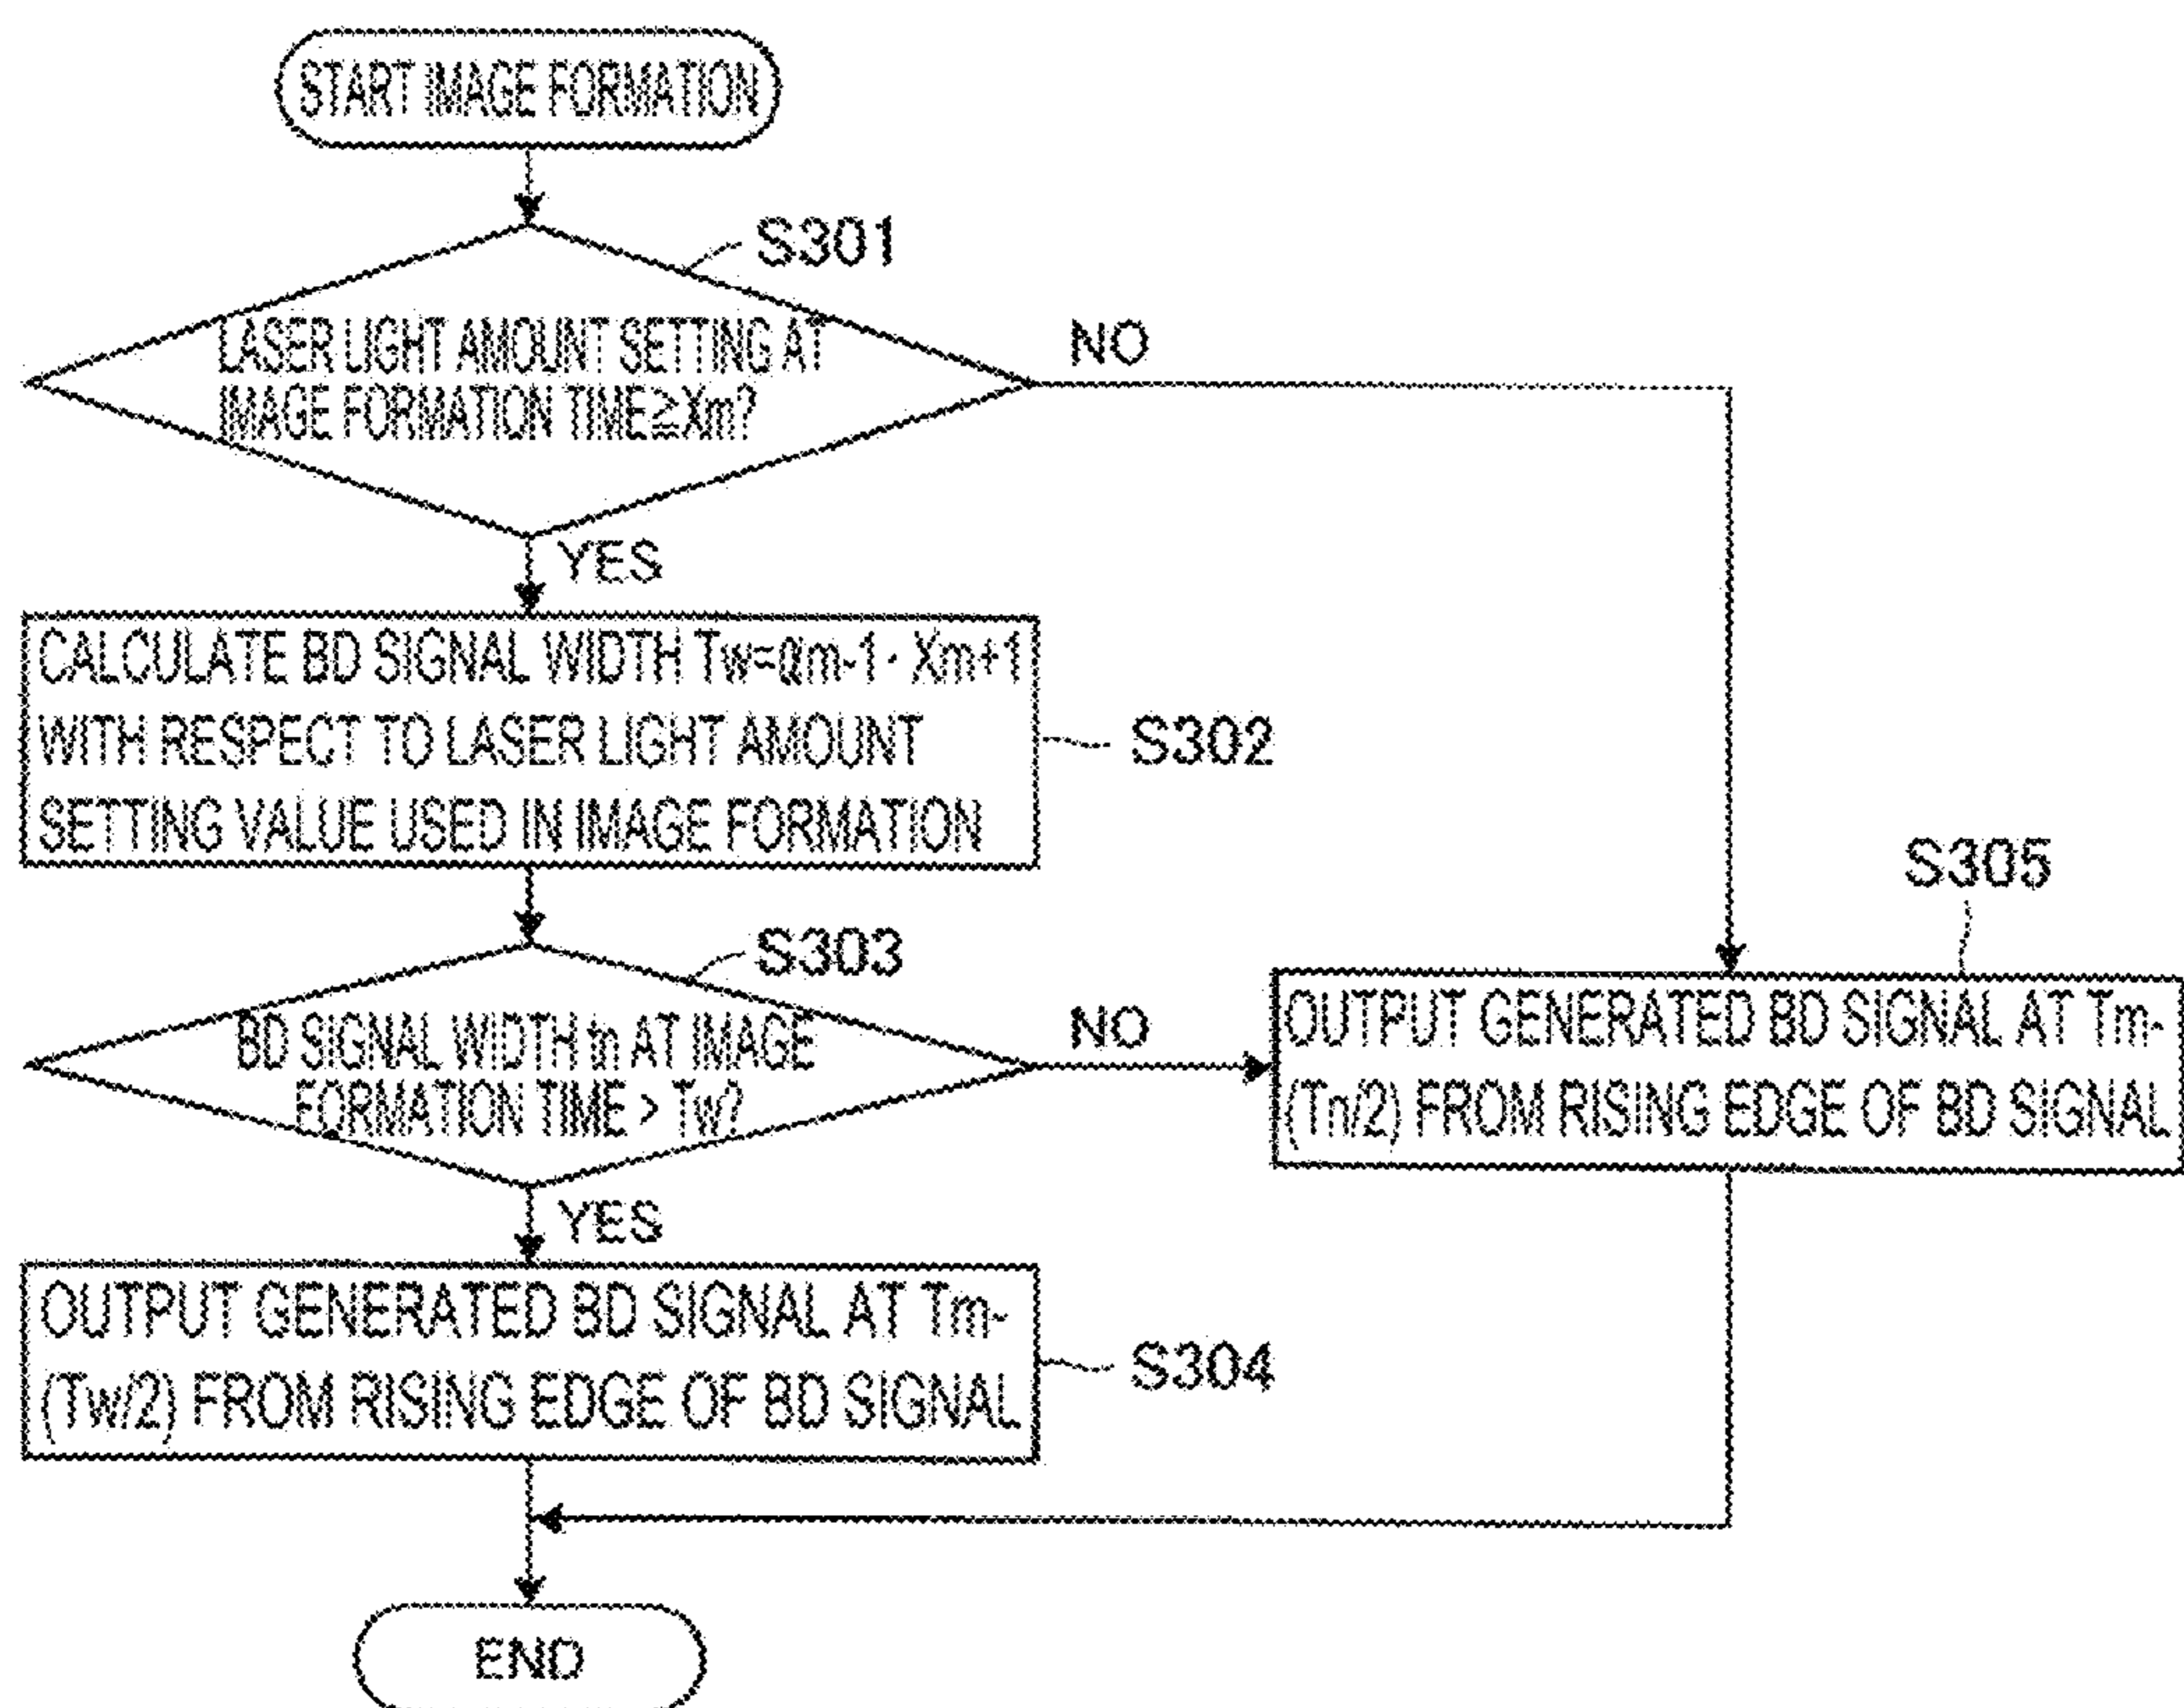 START IMAGE FORMATION
S301
LASER LIGHT AMOUNT SETTING AT
IMAGE FORMATION TIME≧Xm?
NO
YES
CALCULATE BD SIGNAL WIDTH Tw=αm-1・Xm+1
WITH RESPECT TO LASER LIGHT AMOUNT
SETTING VALUE USED IN IMAGE FORMATION
S302
S303
BD SIGNAL WIDTH tn AT IMAGE
FORMATION TIME > Tw?
NO
YES
S305
OUTPUT GENERATED BD SIGNAL AT Tm-
(Tn/2) FROM RISING EDGE OF BD SIGNAL
OUTPUT GENERATED BD SIGNAL AT Tm-
(Tw/2) FROM RISING EDGE OF BD SIGNAL
S304
END